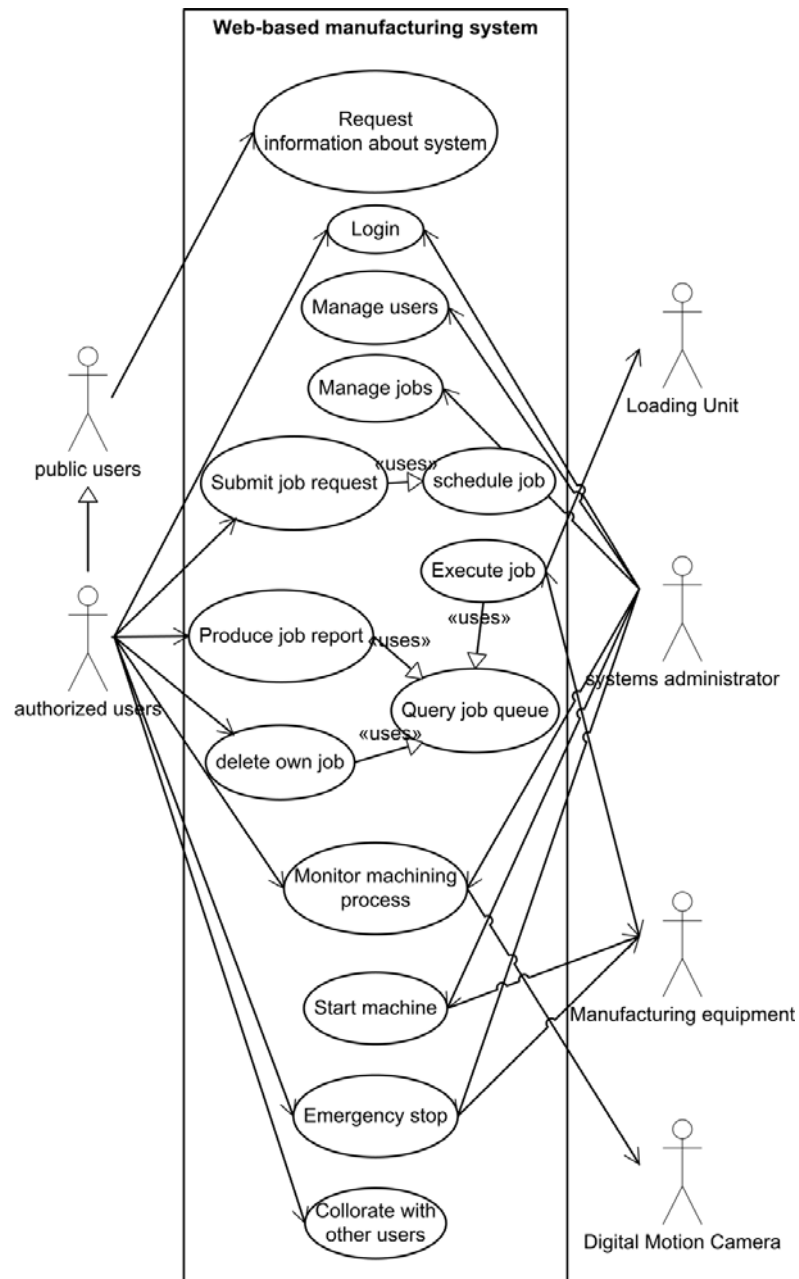 Web-based manufacturing system
Request
information about system
Login
Manage users
Manage jobs
Loading Unit
public users
«uses»
Submit job request
schedule job
Execute job
«uses»
Produce job report
«uses»
systems administrator
authorized users
Query job queue
«uses»
delete own job
Monitor machining
process
Start machine
Manufacturing equipment
Emergency stop
Collorate with
other users
Digital Motion Camera